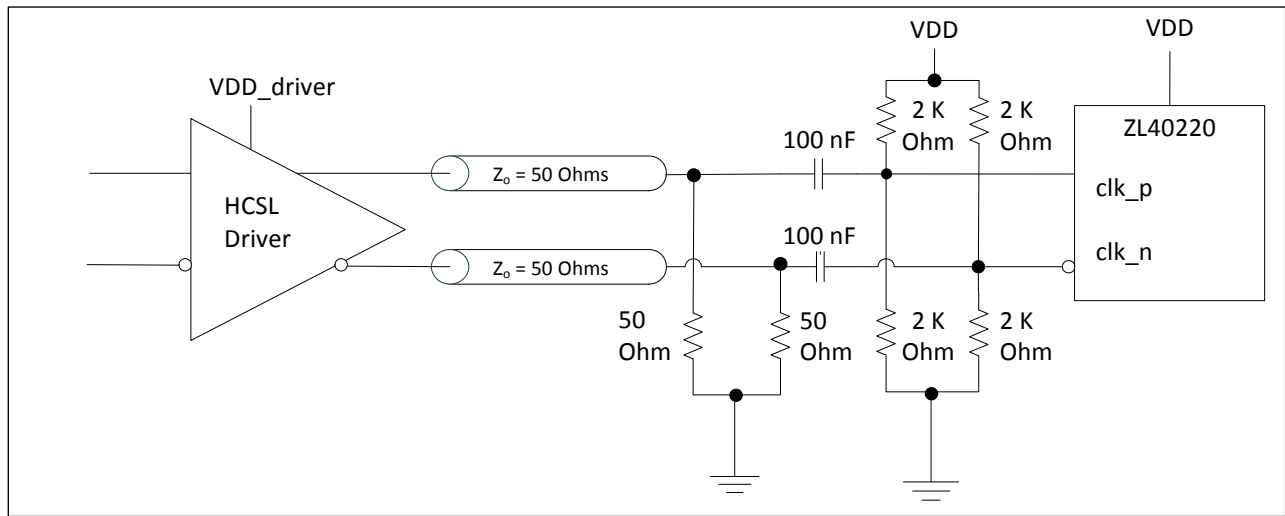 VDD
VDD
VDD_driver
2 K
Ohm
2 K
Ohm
ZL40220
100 nF
Zo = 50 Ohms
clk_p
HCSL
Driver
100 nF
clk_n
Zo = 50 Ohms
50
Ohm
50
Ohm
2 K
Ohm
2 K
Ohm